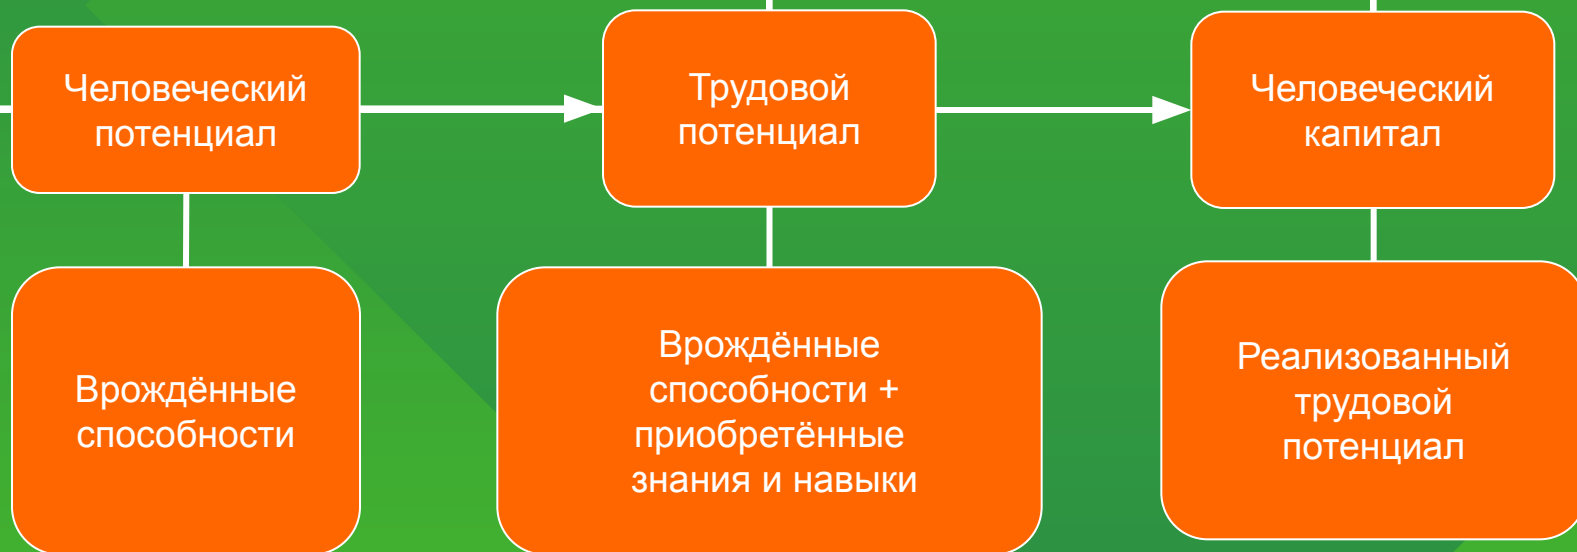 Человеческий
потенциал
Трудовой
потенциал
Человеческий
капитал
Врождённые
способности
Врождённые
способности +
приобретённые
знания и навыки
Реализованный
трудовой
потенциал